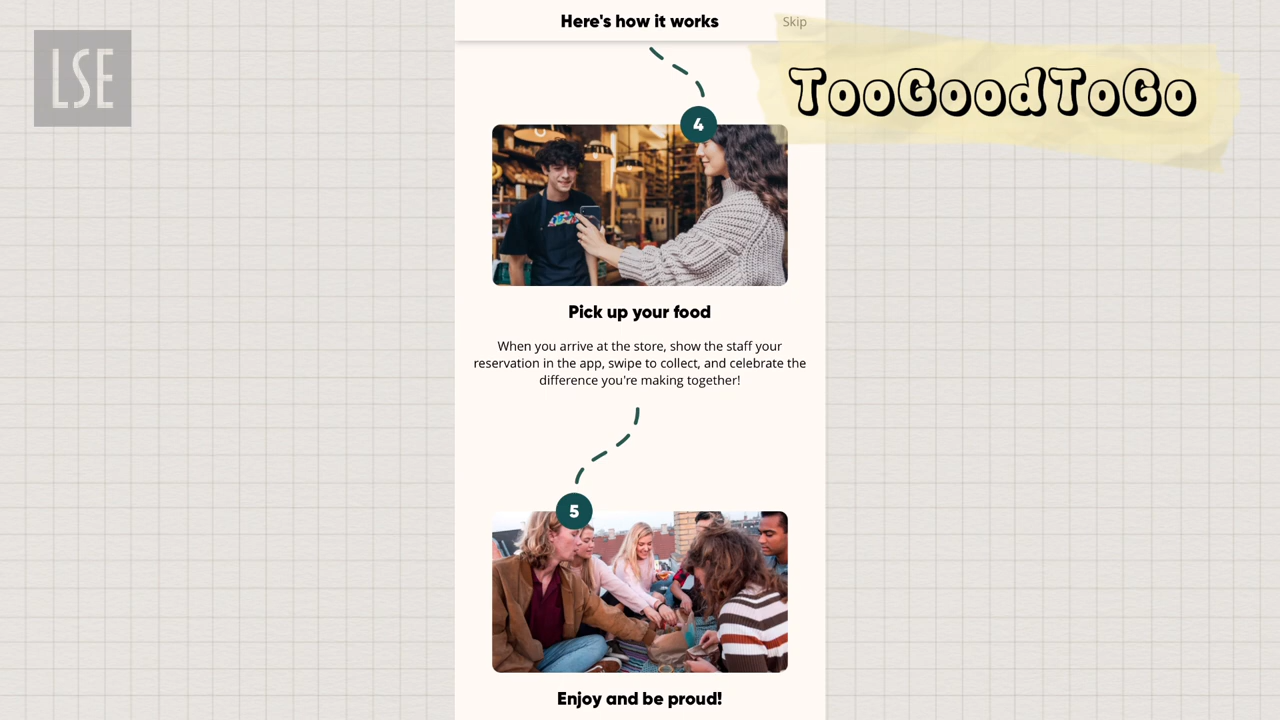 LSE
Here's how it works
Skip
TooGoodToGo
4
Pick up your food
When you arrive at the store, show the staff your
reservation in the app, swipe to collect, and celebrate the
difference you're making together!
5
Enjoy and be proud!